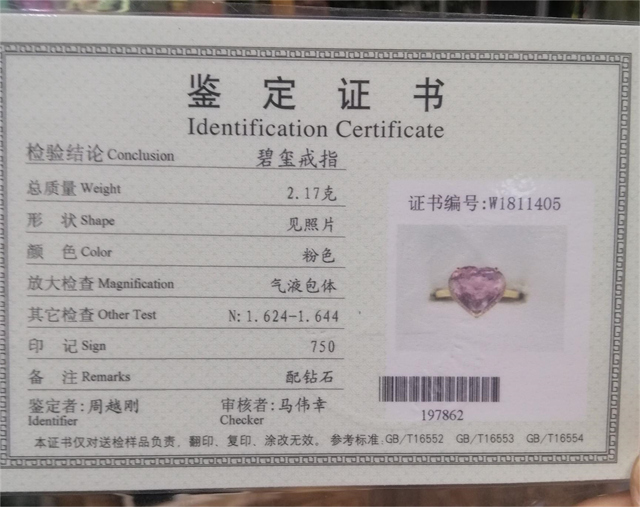 鉴定证书
Identification Certificate
检验结论 Conclusion 碧玺戒指
总质量 Weight 2.17克
形状 Shape 见照片
颜色 Color 粉色
放大检查 Magnification 气液包体
其它检查 Other Test N:1.624-1.644
印记 Sign 750
备注 Remarks 配钻石
鉴定者:周越刚 审核者:马伟幸
Identifier Checker
证书编号:W1811405
197862
本证书仅对送检样品负责，翻印、复印、涂改无效。参考标准:GB/T16552 GB/T16553 GB/T16554